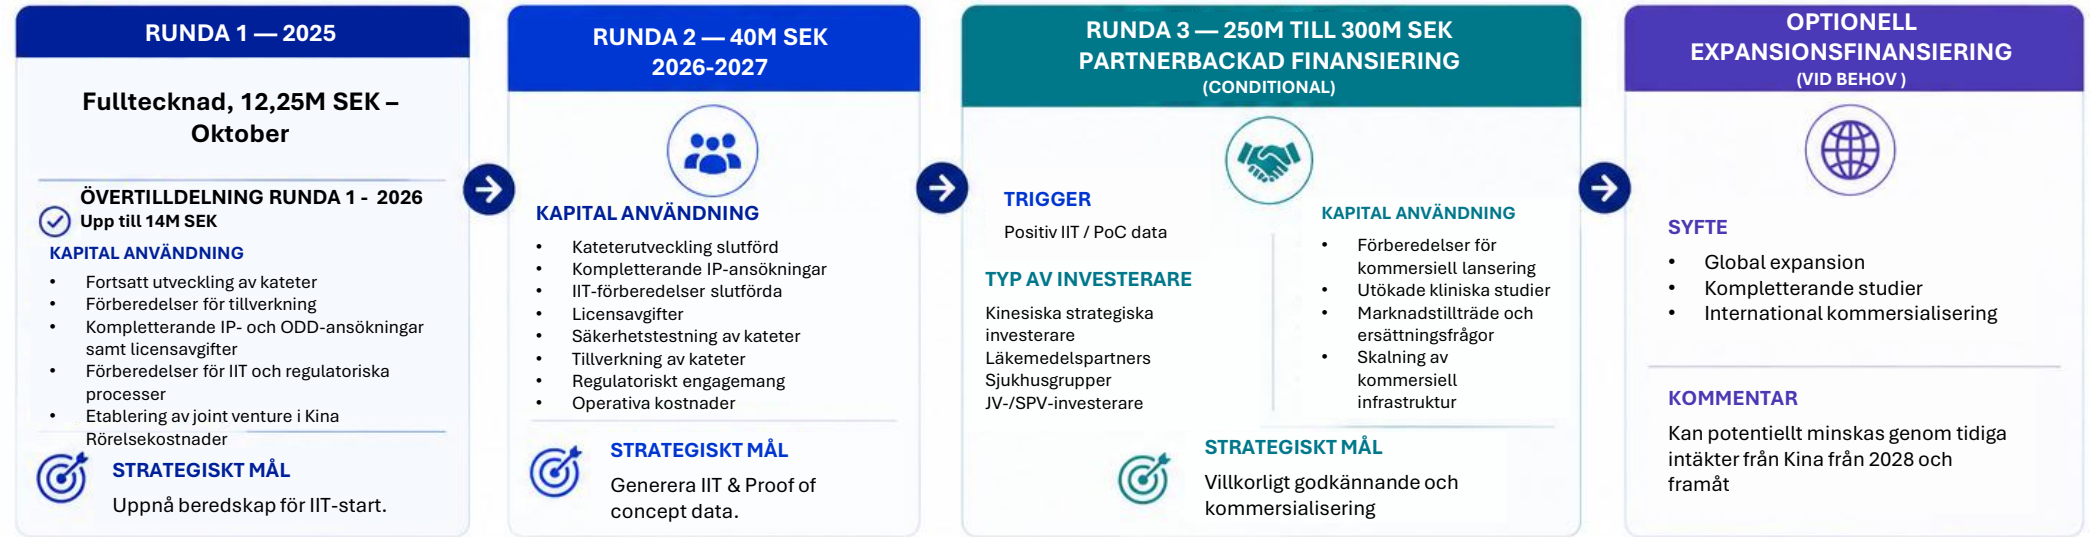 RUNDA 1 — 2025
Fulltecknad, 12,25M SEK –
Oktober
ÖVERTILLDELNING RUNDA 1 - 2026
Upp till 14M SEK
KAPITAL ANVÄNDNING
• Fortsatt utveckling av kateter
• Förberedelser för tillverkning
• Kompletterande IP- och ODD-ansökningar
samt licensavgifter
• Förberedelser för IIT och regulatoriska
processer
• Etablering av joint venture i Kina
Rörelsekostnader
STRATEGISKT MÅL
Uppnå beredskap för IIT-start.
RUNDA 2 — 40M SEK
2026-2027
KAPITAL ANVÄNDNING
• Kateterutveckling slutförd
• Kompletterande IP-ansökningar
• IIT-förberedelser slutförda
• Licensavgifter
• Säkerhetstestning av kateter
• Tillverkning av kateter
• Regulatoriskt engagemang
• Operativa kostnader
STRATEGISKT MÅL
Generera IIT & Proof of
concept data.
RUNDA 3 — 250M TILL 300M SEK
PARTNERBACKAD FINANSIERING
(CONDITIONAL)
TRIGGER
Positiv IIT / PoC data
TYP AV INVESTERARE
Kinesiska strategiska
investerare
Läkemedelspartners
Sjukhusgrupper
JV-/SPV-investerare
KAPITAL ANVÄNDNING
• Förberedelser för
kommersiell lansering
• Utökade kliniska studier
• Marknadstillträde och
ersättningsfrågor
• Skalning av
kommersiell
infrastruktur
STRATEGISKT MÅL
Villkorligt godkännande och
kommersialisering
OPTIONELL
EXPANSIONSFINANSIERING
(VID BEHOV )
SYFTE
• Global expansion
• Kompletterande studier
• International kommersialisering
KOMMENTAR
Kan potentiellt minskas genom tidiga
intäkter från Kina från 2028 och
framåt